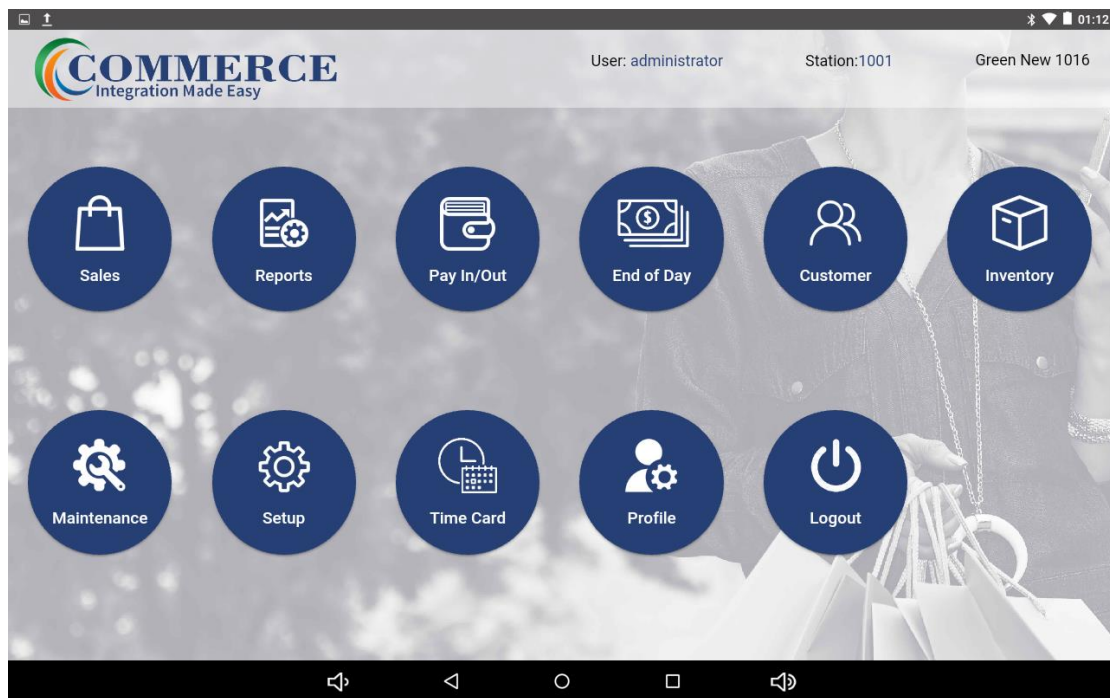 01:12
COMMERCE
Integration Made Easy
User: administrator
Station:1001
Green New 1016
Sales
Reports
Pay In/Out
End of Day
Customer
Inventory
Maintenance
Setup
Time Card
Profile
Logout